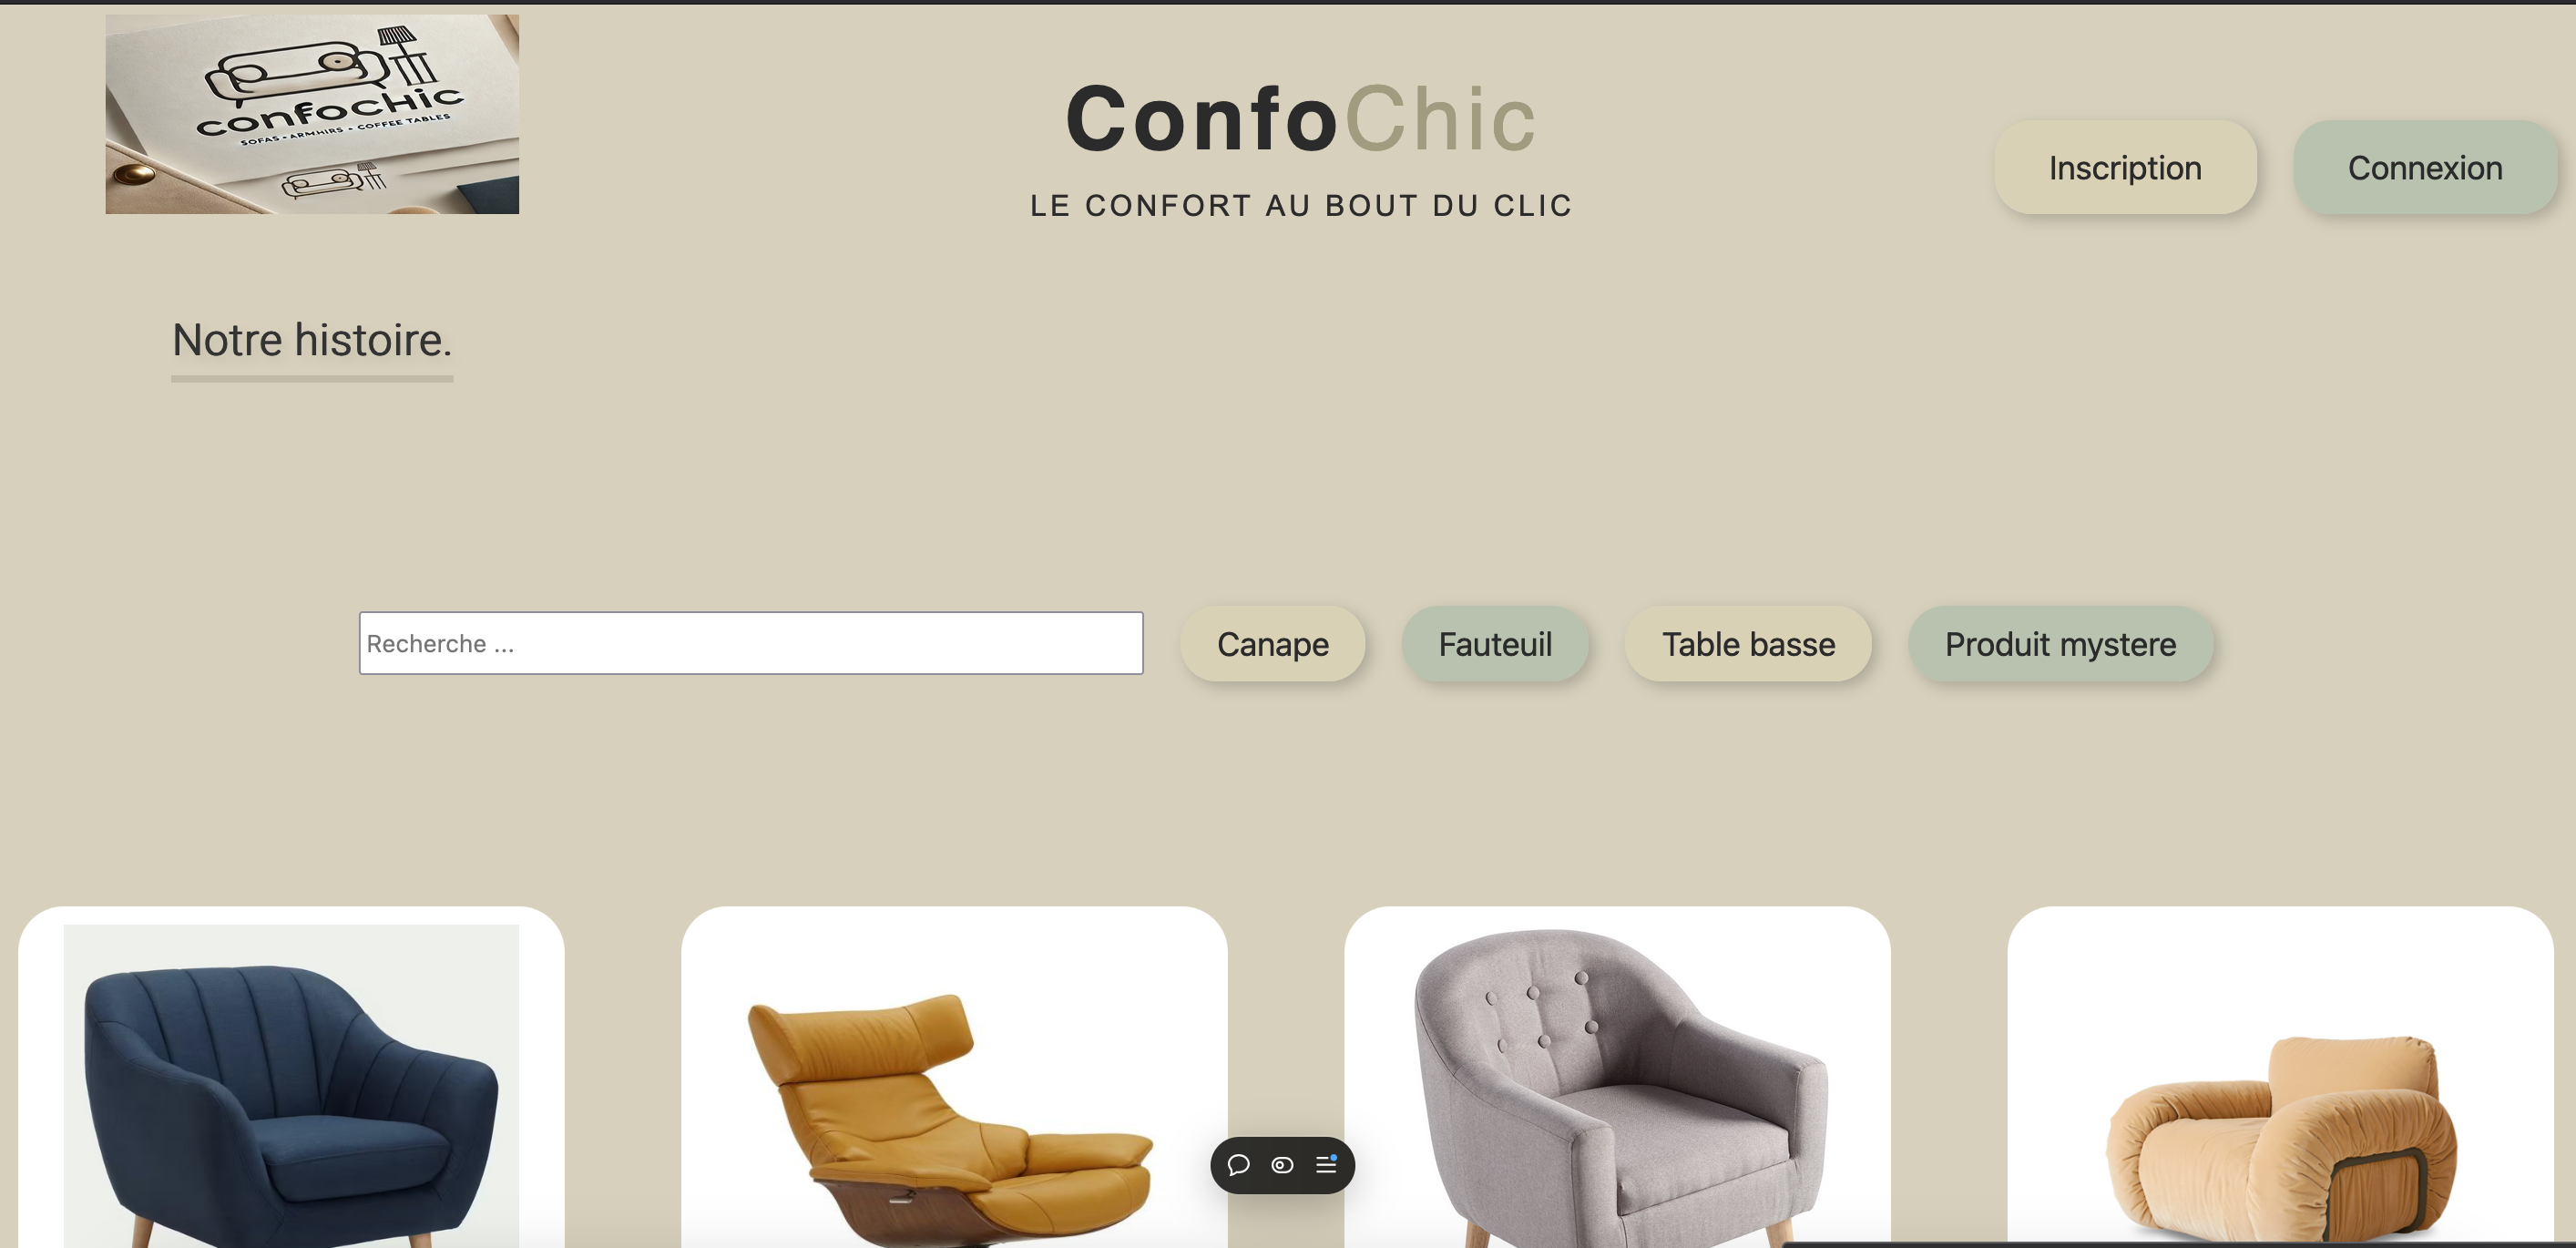 confocHic
SOFAS • ARMHIRS • COFFEE TABLES
ConfoChic
LE CONFORT AU BOUT DU CLIC
Inscription
Connexion
Notre histoire.
Recherche ...
Canape
Fauteuil
Table basse
Produit mystere